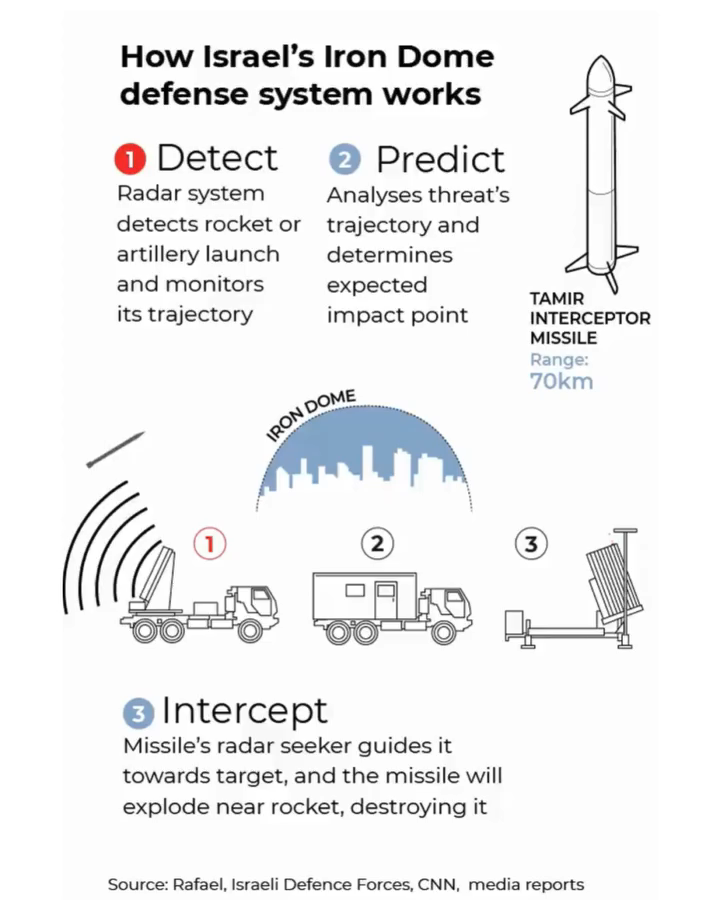 How Israel's Iron Dome
defense system works
1 Detect
Radar system
detects rocket or
artillery launch
and monitors
its trajectory
2 Predict
Analyses threat's
trajectory and
determines
expected
impact point
TAMIR
INTERCEPTOR
MISSILE
Range:
70km
IRON DOME
1
2
3
3 Intercept
Missile's radar seeker guides it
towards target, and the missile will
explode near rocket, destroying it
Source: Rafael, Israeli Defence Forces, CNN, media reports